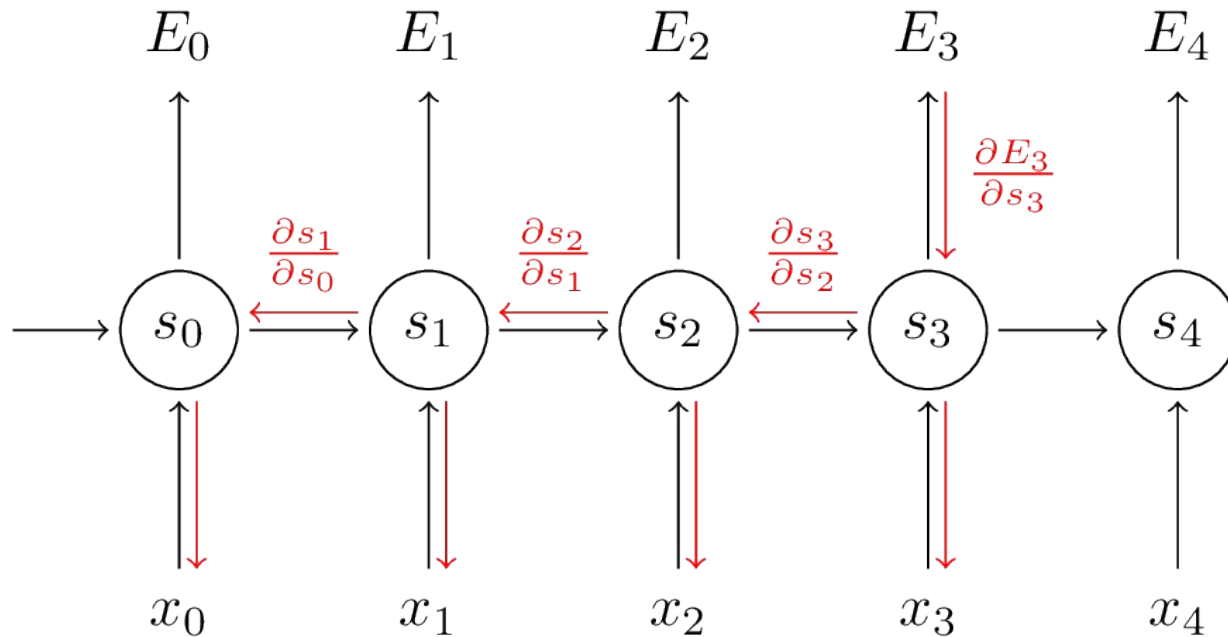 E₀ E₁ E₂ E₃ E₄
∂E₃/∂s₃
∂s₁/∂s₀ ∂s₂/∂s₁ ∂s₃/∂s₂
s₀ s₁ s₂ s₃ s₄
x₀ x₁ x₂ x₃ x₄